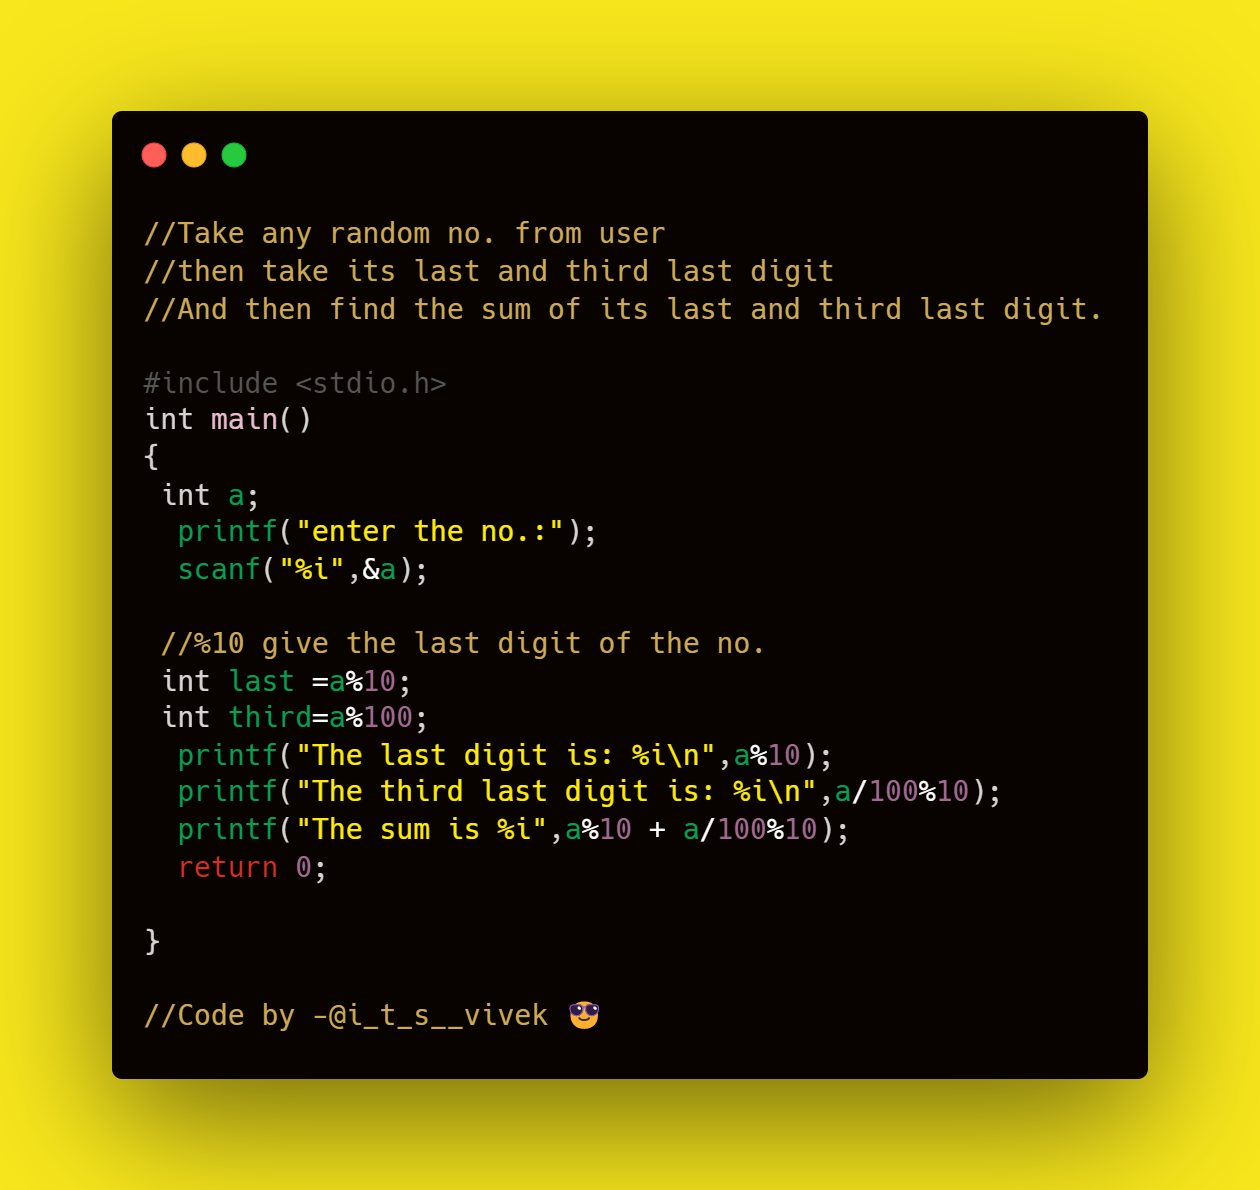 //Take any random no. from user
//then take its last and third last digit
//And then find the sum of its last and third last digit.
#include <stdio.h>
int main()
{
 int a;
  printf("enter the no.:");
  scanf("%i",&a);
 //%10 give the last digit of the no.
 int last =a%10;
 int third=a%100;
  printf("The last digit is: %i\n",a%10);
  printf("The third last digit is: %i\n",a/100%10);
  printf("The sum is %i",a%10 + a/100%10);
  return 0;
}
//Code by -@i_t_s__vivek 😎